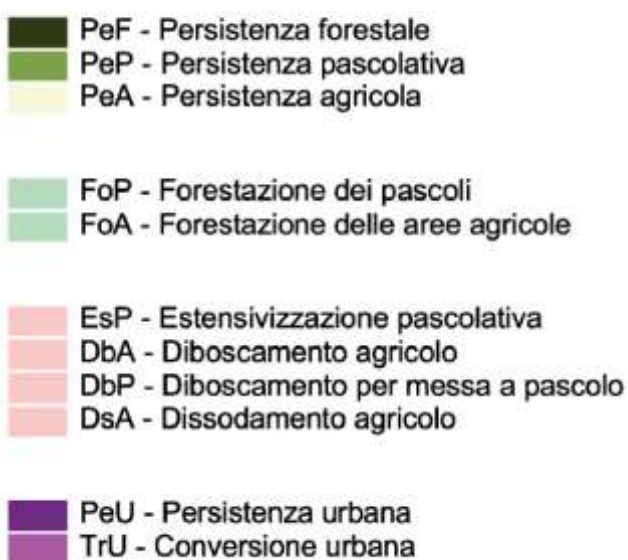 PeF - Persistenza forestale
PeP - Persistenza pascolativa
PeA - Persistenza agricola
FoP - Forestazione dei pascoli
FoA - Forestazione delle aree agricole
EsP - Estensivizzazione pascolativa
DbA - Diboscamento agricolo
DbP - Diboscamento per messa a pascolo
DsA - Dissodamento agricolo
PeU - Persistenza urbana
TrU - Conversione urbana